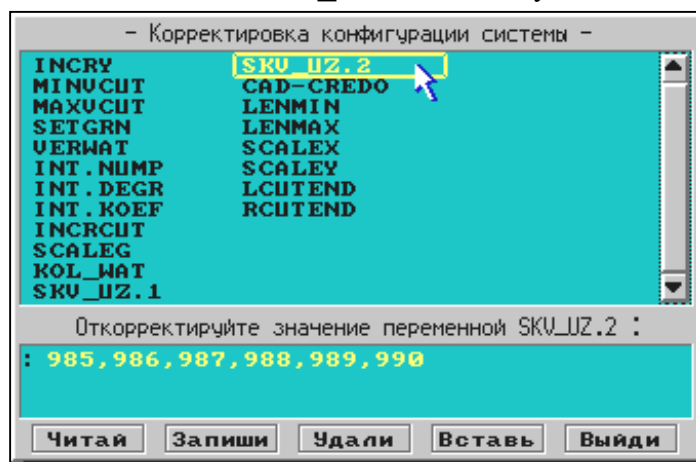 - Корректировка конфигурации системы -
INCRY SKV_UZ.2
MINVCUT CAD-CREDO
MAXVCUT LENMIN
SETGRN LENMAX
VERWAT SCALEX
INT.NUMP SCALEY
INT.DEGR LCUTEND
INT.KOEF RCUTEND
INCRCUT
SCALEG
KOL_WAT
SKV_UZ.1
Откорректируйте значение переменной SKV_UZ.2 :
: 985,986,987,988,989,990
Читай Запиши Удали Вставь Выйди